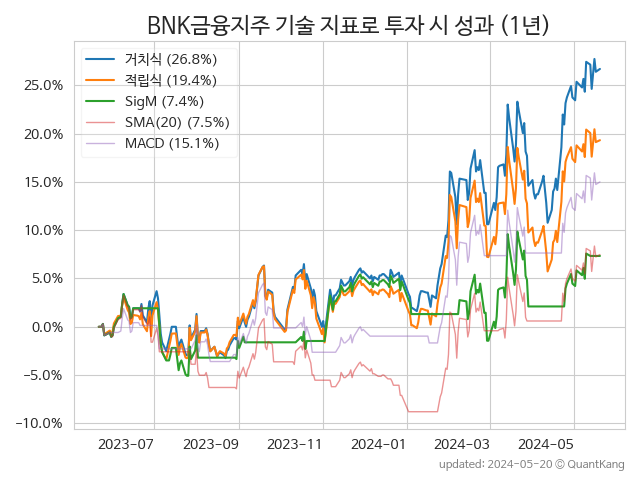 BNK금융지주 기술 지표로 투자 시 성과 (1년)
거치식 (26.8%)
적립식 (19.4%)
SigM (7.4%)
SMA(20) (7.5%)
MACD (15.1%)
25.0%
20.0%
15.0%
10.0%
5.0%
0.0%
−5.0%
−10.0%
2023-07 2023-09 2023-11 2024-01 2024-03 2024-05
updated: 2024-05-20 © QuantKang